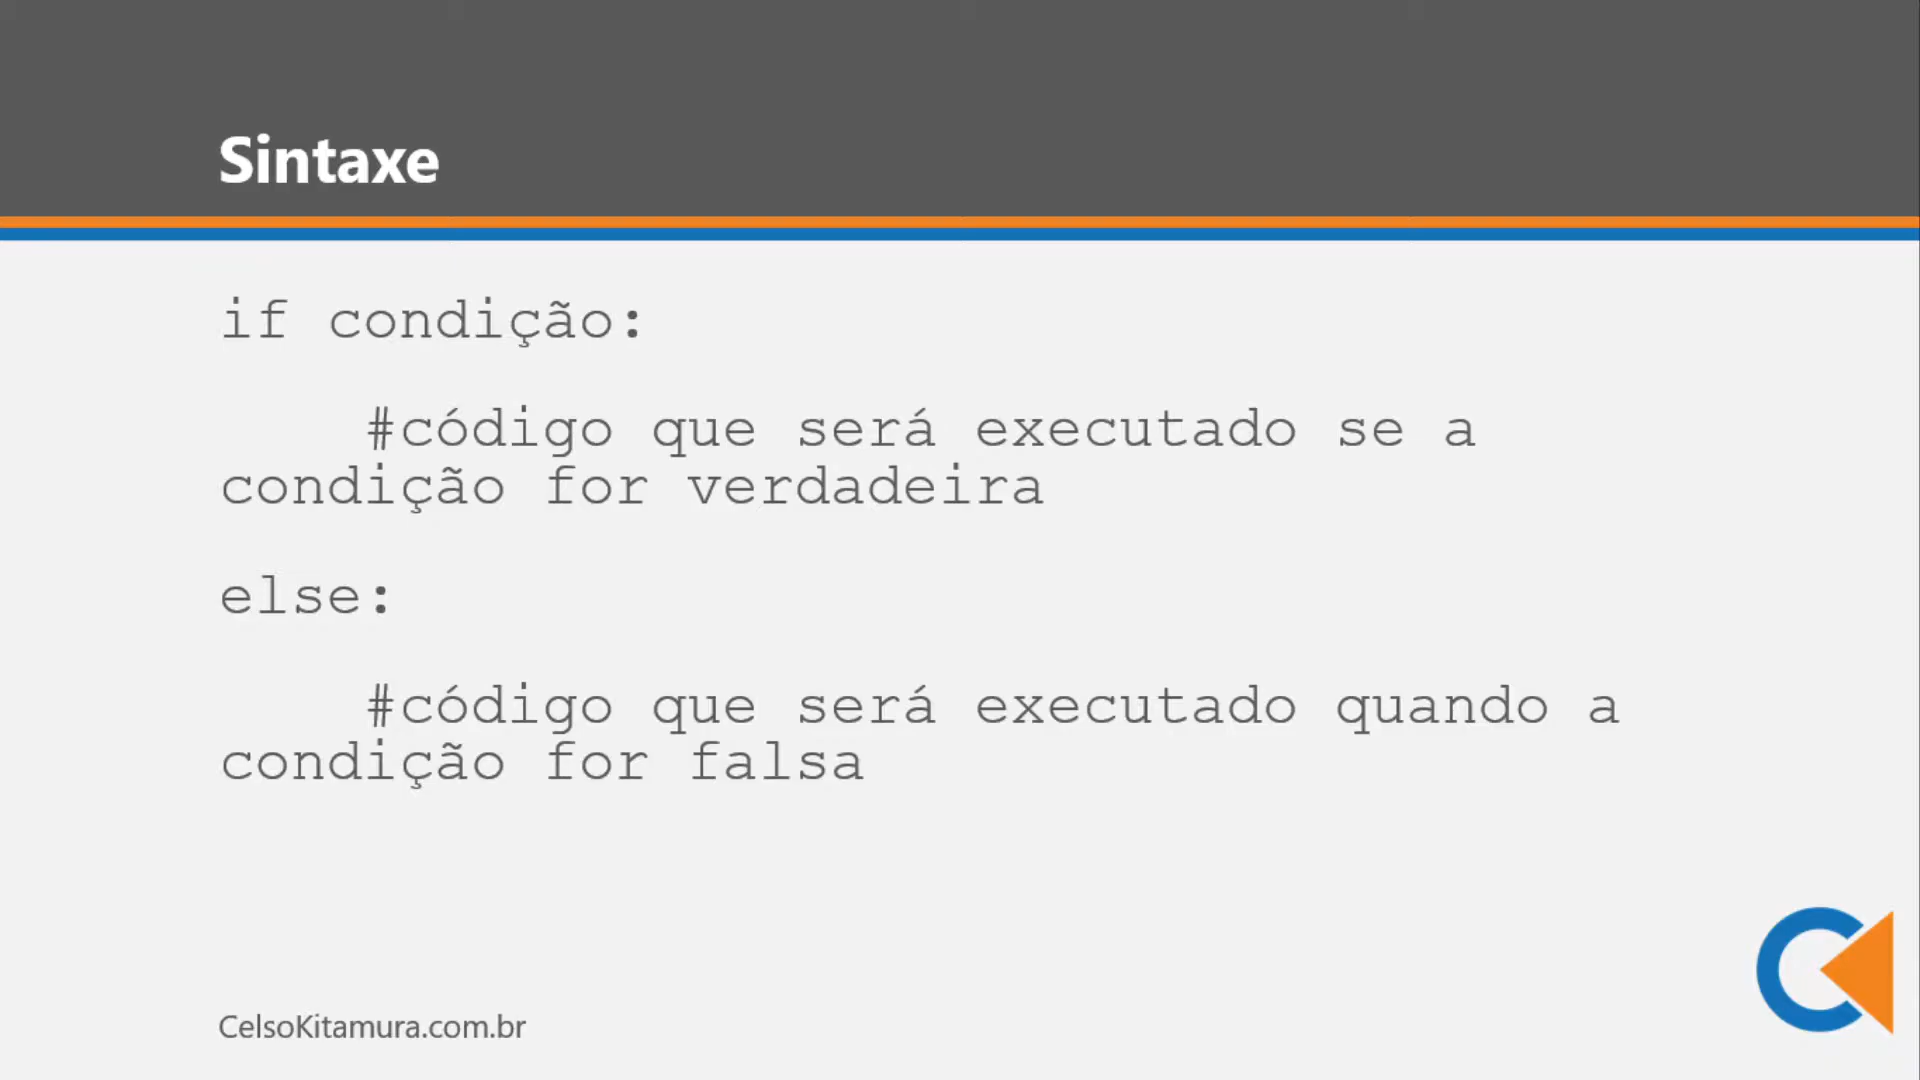 Sintaxe
if condição:
#código que será executado se a
condição for verdadeira
else:
#código que será executado quando a
condição for falsa
CelsoKitamura.com.br